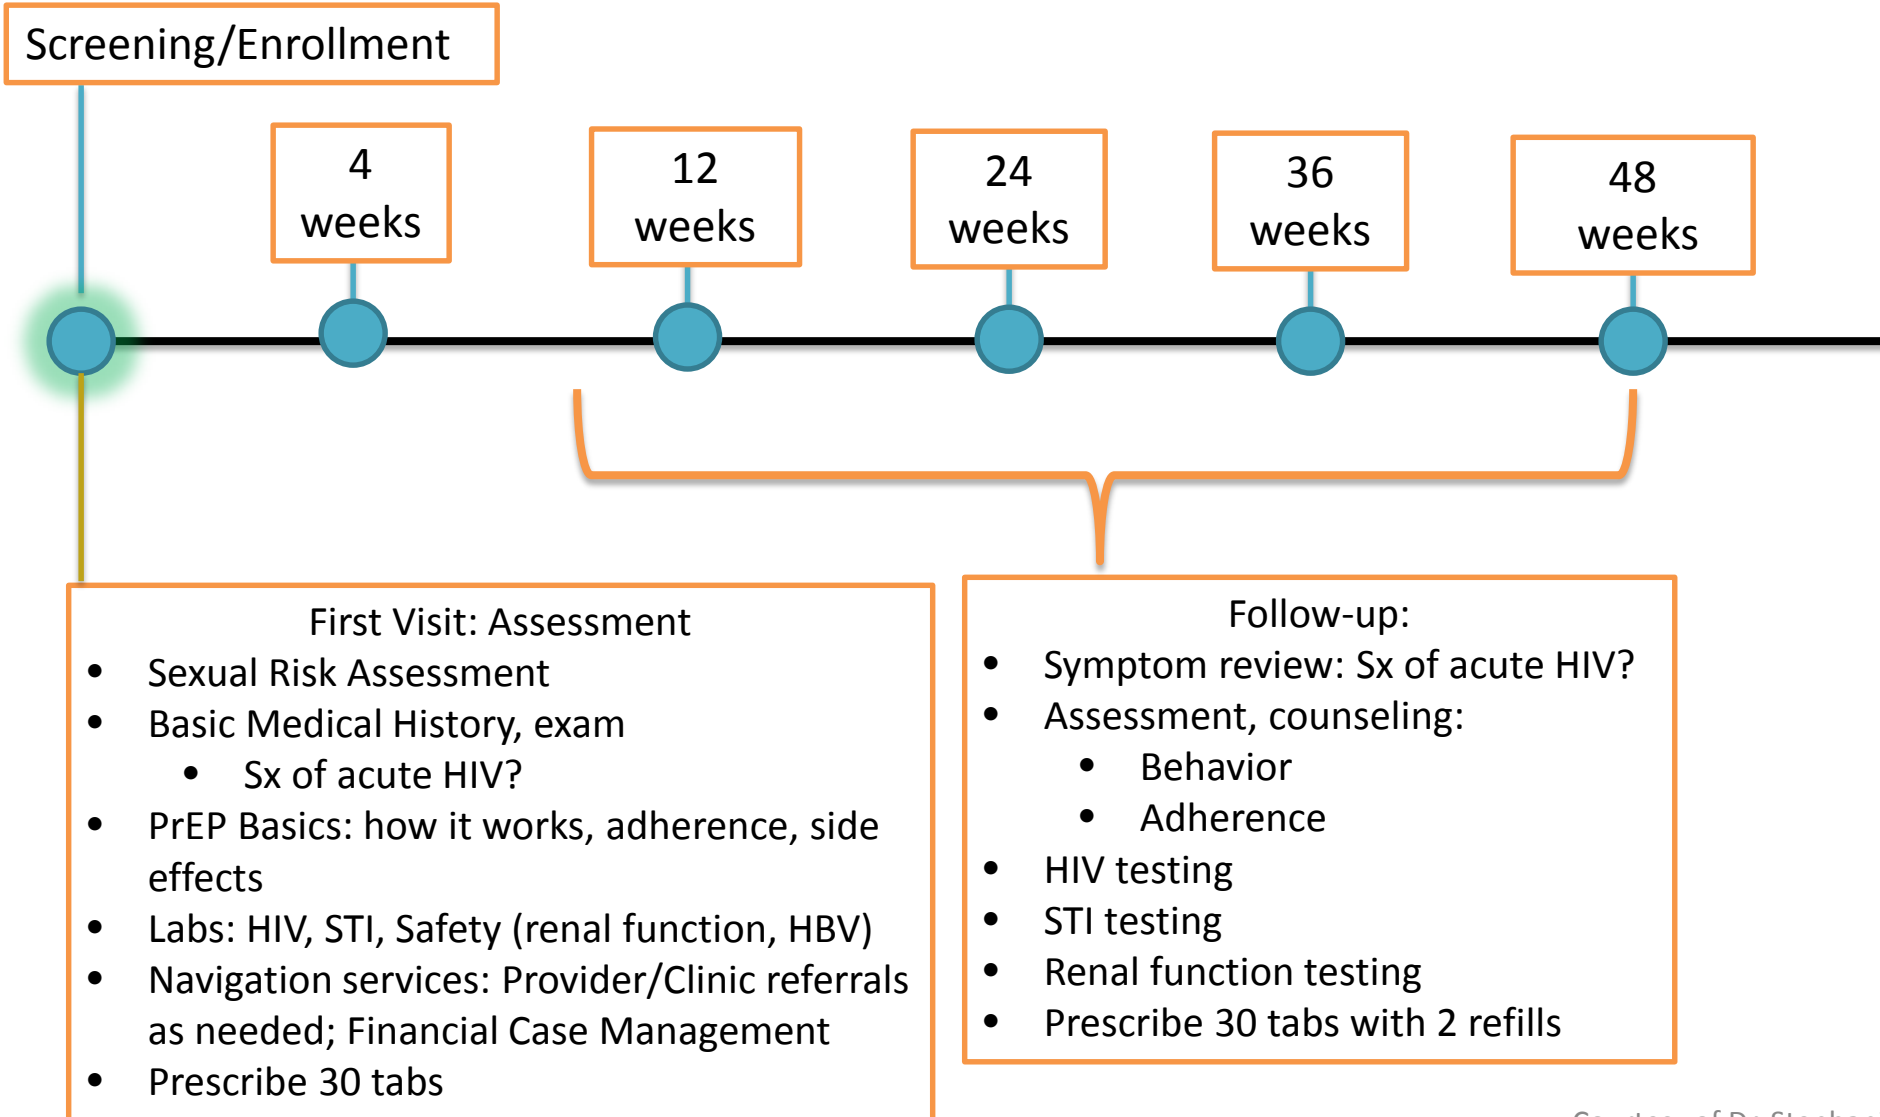 Screening/Enrollment
4
weeks
12
weeks
24
weeks
36
weeks
48
weeks
First Visit: Assessment
• Sexual Risk Assessment
• Basic Medical History, exam
• Sx of acute HIV?
• PrEP Basics: how it works, adherence, side
effects
• Labs: HIV, STI, Safety (renal function, HBV)
• Navigation services: Provider/Clinic referrals
as needed; Financial Case Management
• Prescribe 30 tabs
Follow-up:
• Symptom review: Sx of acute HIV?
• Assessment, counseling:
• Behavior
• Adherence
• HIV testing
• STI testing
• Renal function testing
• Prescribe 30 tabs with 2 refills